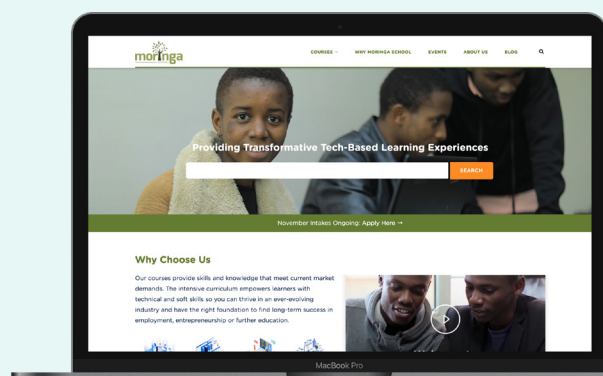 moringa
COURSES WHY MORINGA SCHOOL EVENTS ABOUT US BLOG
Providing Transformative Tech-Based Learning Experiences
SEARCH
November Intakes Ongoing: Apply Here →
Why Choose Us
Our courses provide skills and knowledge that meet current market
demands. The intensive curriculum empowers learners with
technical and soft skills so you can thrive in an ever-evolving
industry and have the right foundation to find long-term success in
employment, entrepreneurship or further education.
MacBook Pro